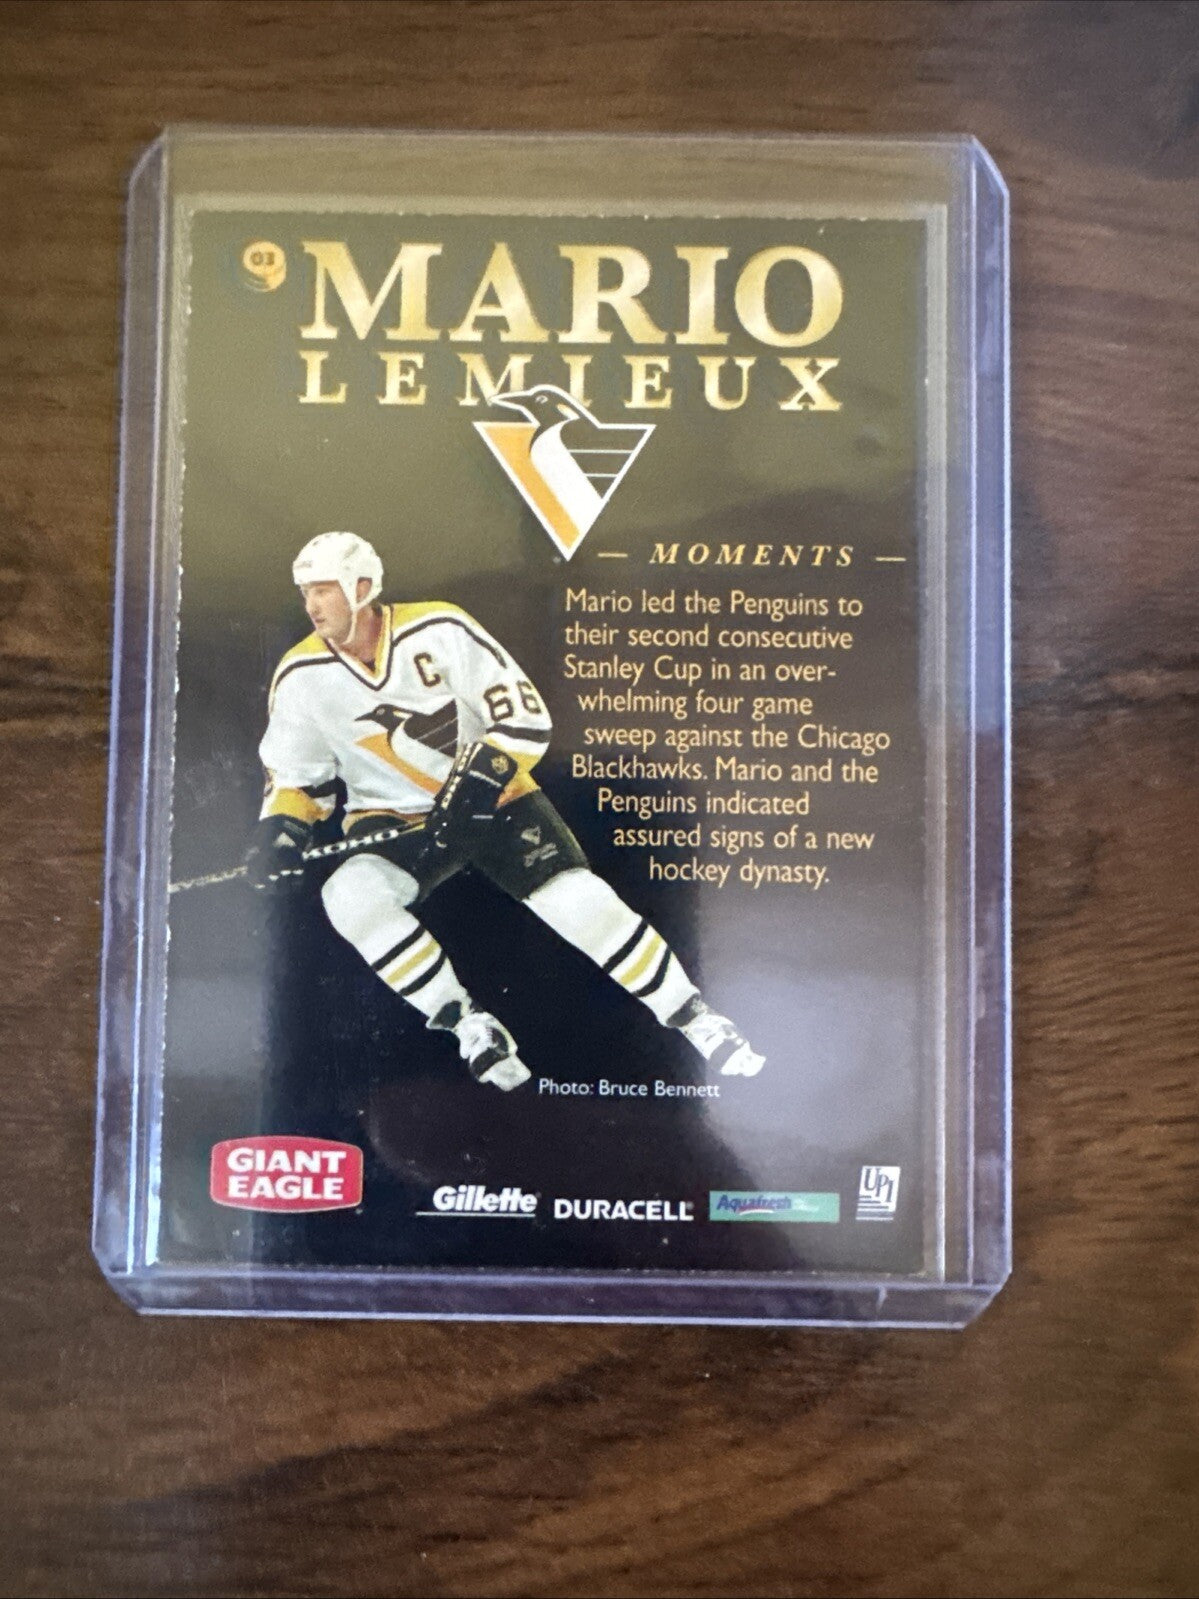 03
MARIO
LEMIEUX
— MOMENTS —
Mario led the Penguins to
their second consecutive
Stanley Cup in an over-
whelming four game
sweep against the Chicago
Blackhawks. Mario and the
Penguins indicated
assured signs of a new
hockey dynasty.
C
66
KOHO
Photo: Bruce Bennett
GIANT
EAGLE
Gillette
DURACELL
Aquafresh
UPI